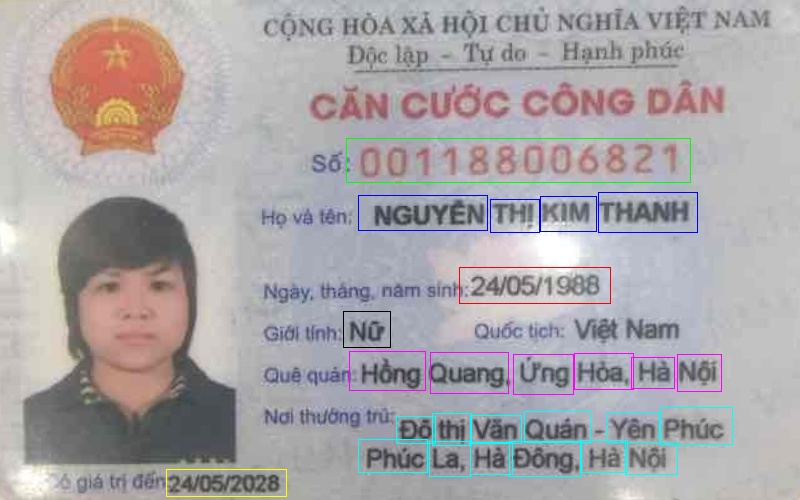 CỘNG HÒA XÃ HỘI CHỦ NGHĨA VIỆT NAM
Độc lập - Tự do - Hạnh phúc
CĂN CƯỚC CÔNG DÂN
Số: 001188006821
Họ và tên: NGUYỄN THỊ KIM THANH
Ngày, tháng, năm sinh: 24/05/1988
Giới tính: Nữ Quốc tịch: Việt Nam
Quê quán: Hồng Quang, Ứng Hòa, Hà Nội
Nơi thường trú: Đô thị Văn Quán - Yên Phúc
Phúc La, Hà Đông, Hà Nội
Có giá trị đến 24/05/2028